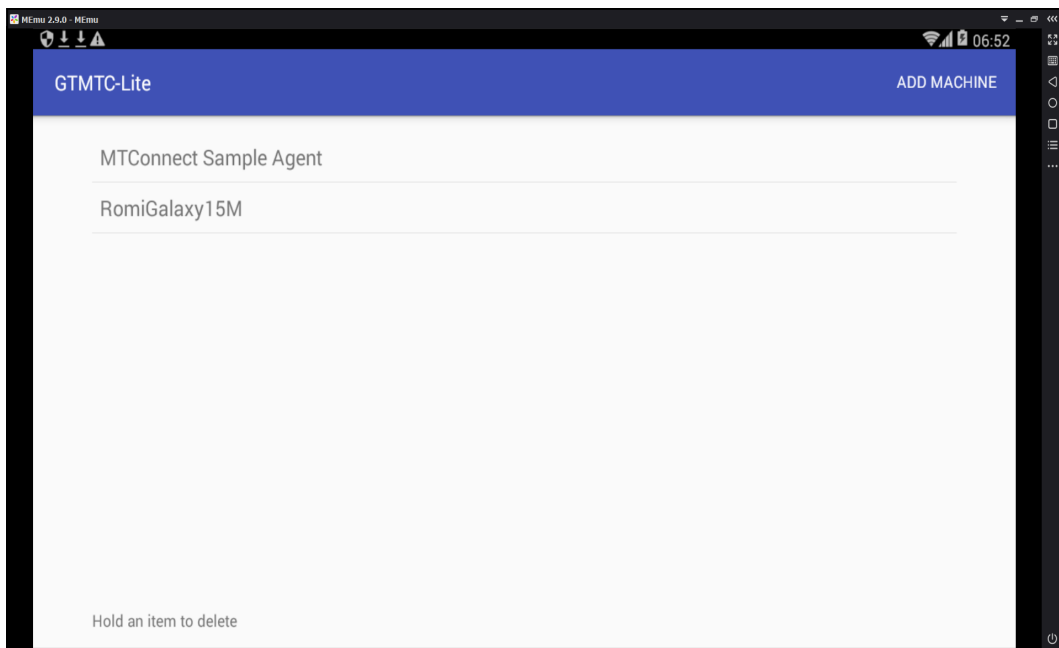 MEmu 2.9.0 - MEmu
06:52
GTMTC-Lite
ADD MACHINE
MTConnect Sample Agent
RomiGalaxy15M
Hold an item to delete